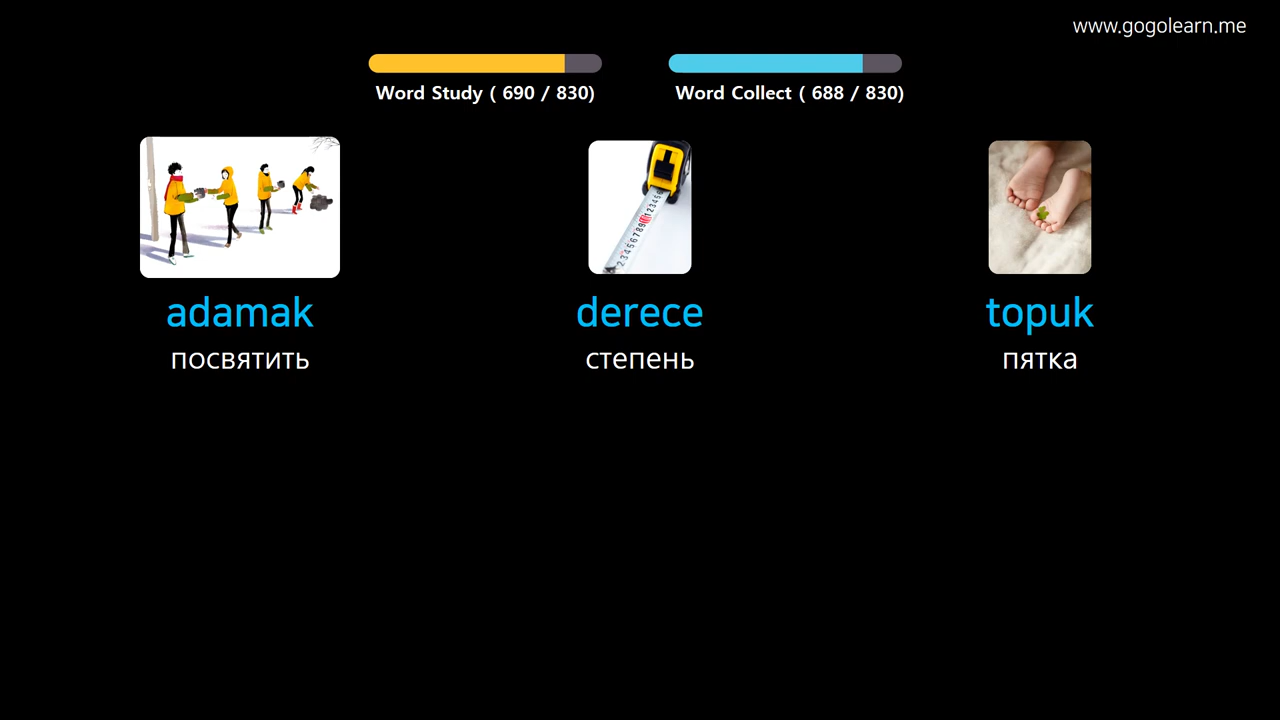 www.gogolearn.me
Word Study ( 690 / 830)
Word Collect ( 688 / 830)
adamak
посвятить
derece
степень
topuk
пятка